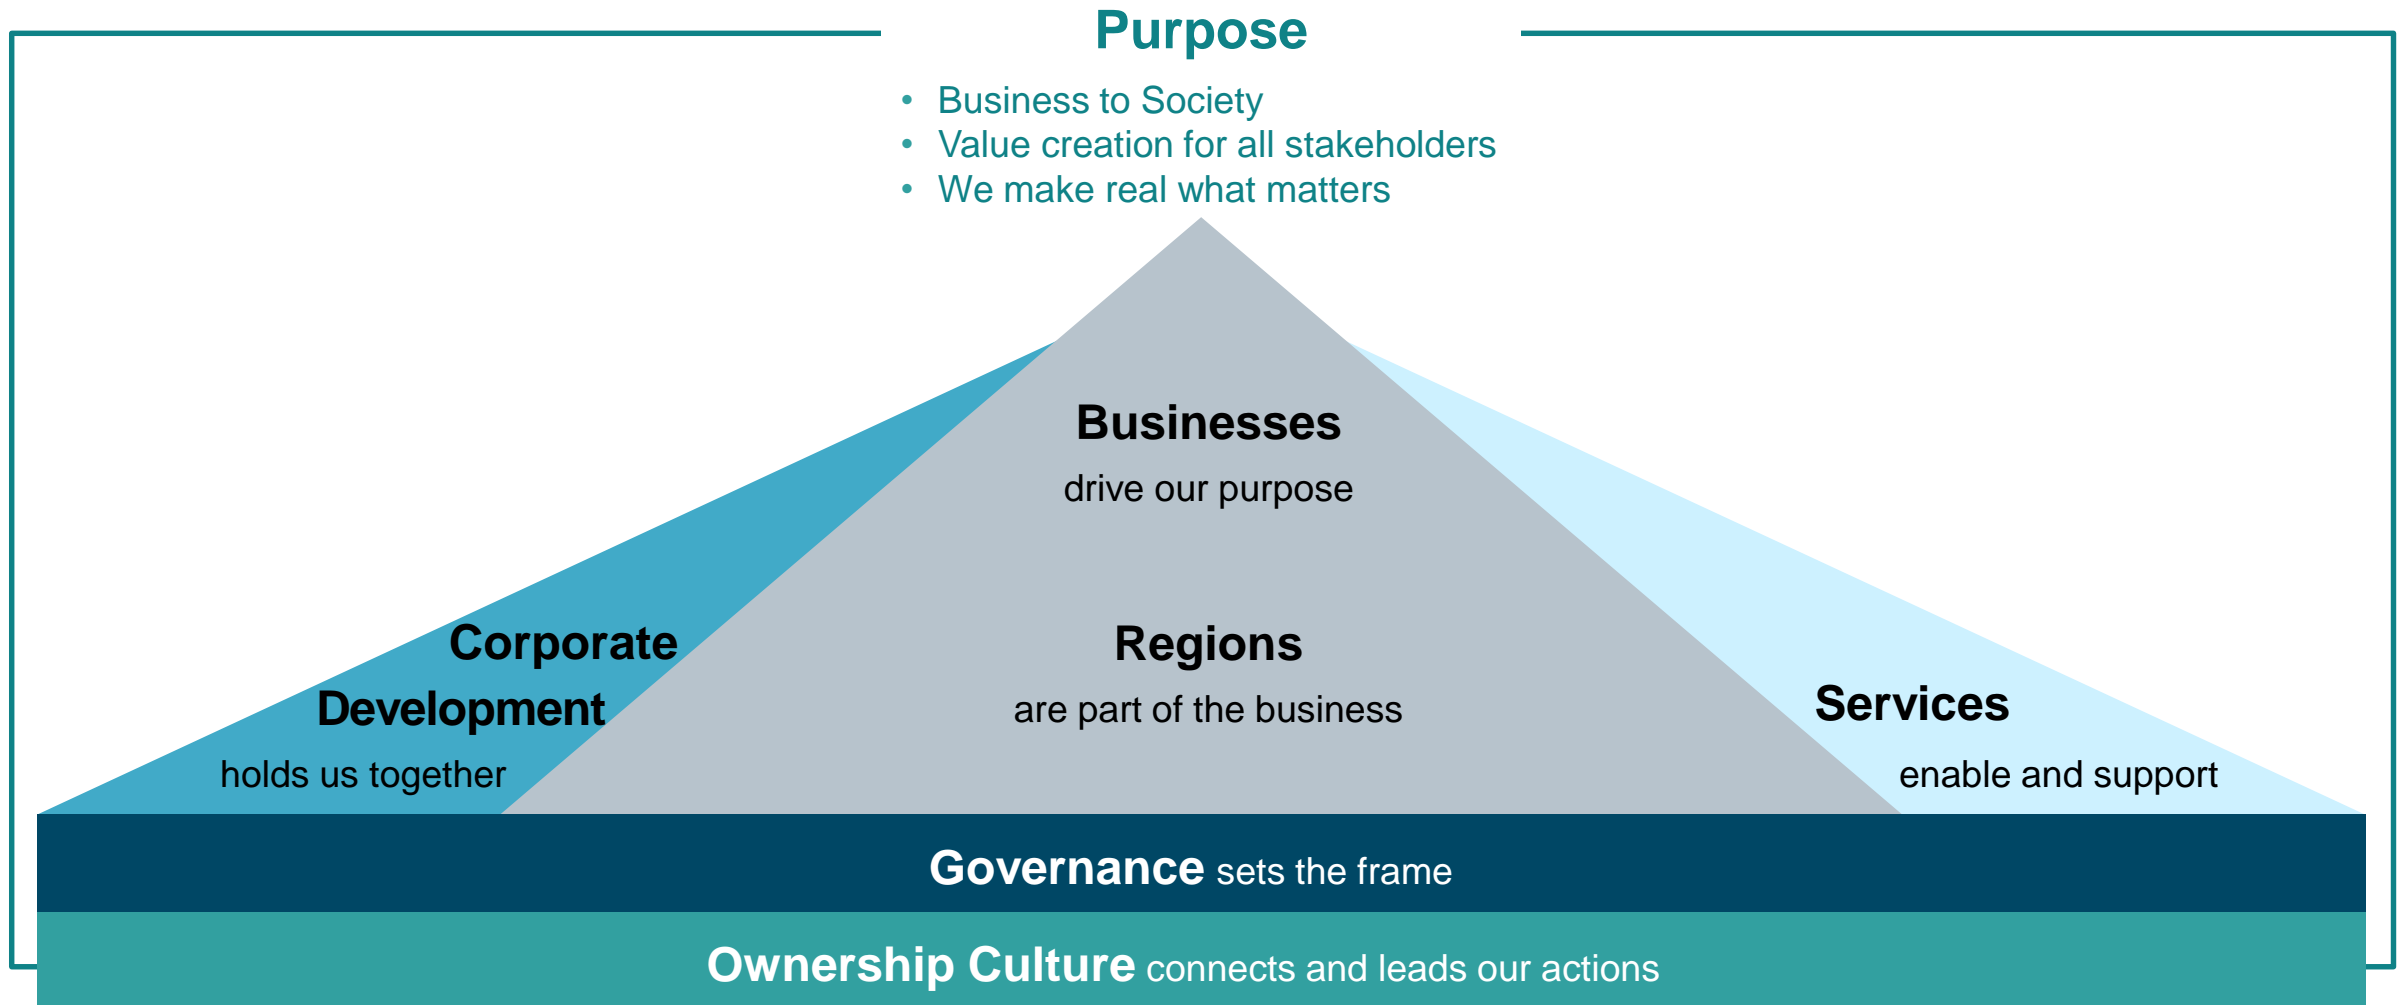 Purpose
• Business to Society
• Value creation for all stakeholders
• We make real what matters
Businesses
drive our purpose
Corporate
Development
holds us together
Regions
are part of the business
Services
enable and support
Governance sets the frame
Ownership Culture connects and leads our actions